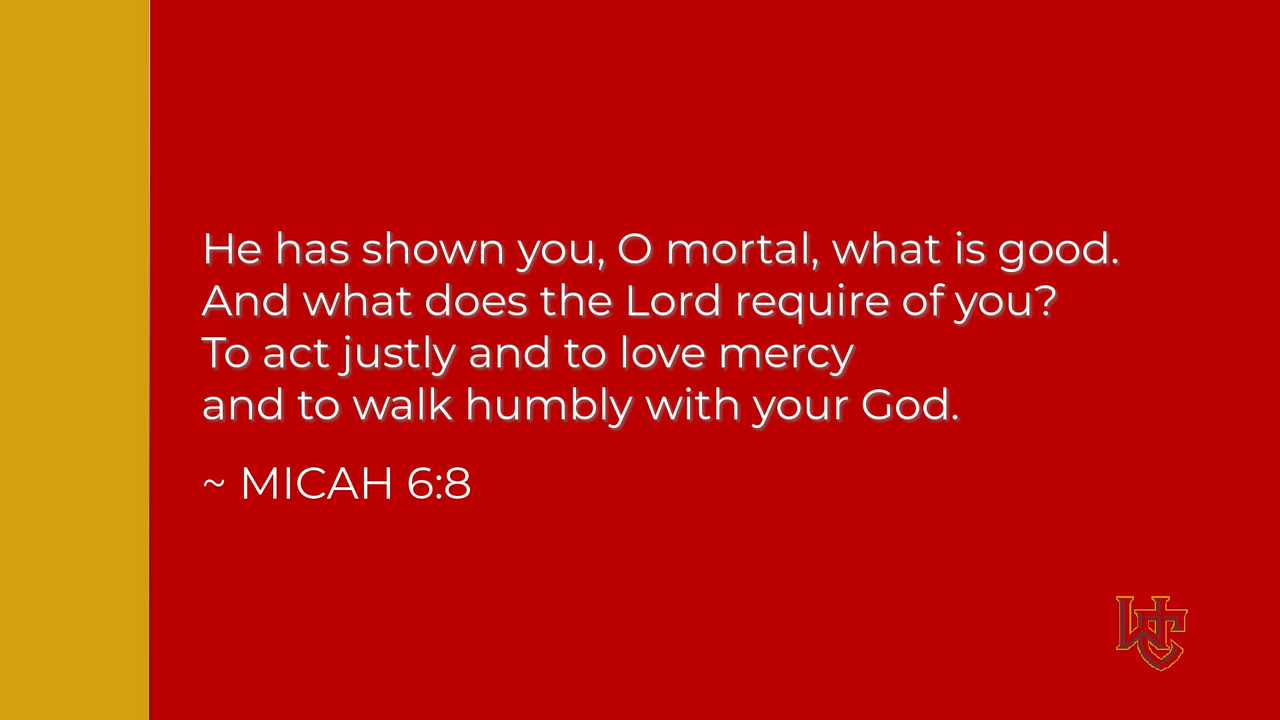 He has shown you, O mortal, what is good.
And what does the Lord require of you?
To act justly and to love mercy
and to walk humbly with your God.
~ MICAH 6:8
WC